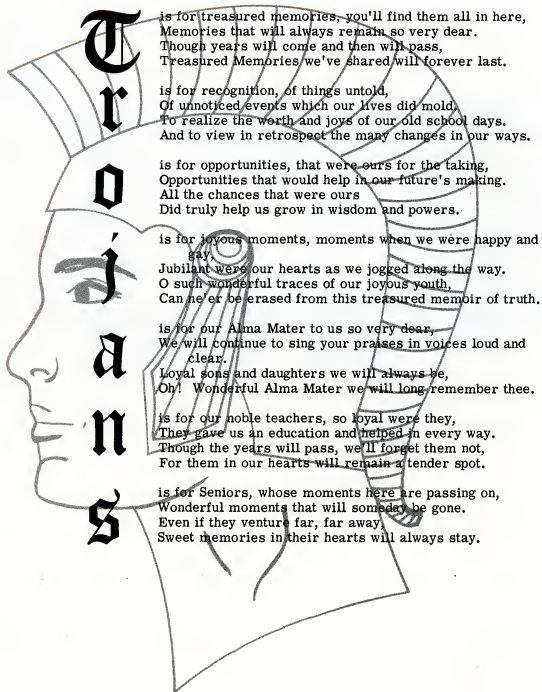 T is for treasured memories, you'll find them all in here,
Memories that will always remain so very dear.
Though years will come and then will pass,
Treasured Memories we've shared will forever last.
r is for recognition, of things untold,
Of unnoticed events which our lives did mold,
To realize the worth and joys of our old school days.
And to view in retrospect the many changes in our ways.
o is for opportunities, that were ours for the taking,
Opportunities that would help in our future's making.
All the chances that were ours
Did truly help us grow in wisdom and powers.
j is for joyous moments, moments when we were happy and
gay,
Jubilant were our hearts as we jogged along the way.
O such wonderful traces of our joyous youth,
Can ne'er be erased from this treasured memoir of truth.
a is for our Alma Mater to us so very dear,
We will continue to sing your praises in voices loud and
clear.
Loyal sons and daughters we will always be,
Oh! Wonderful Alma Mater we will long remember thee.
n is for our noble teachers, so loyal were they,
They gave us an education and helped in every way.
Though the years will pass, we'll forget them not,
For them in our hearts will remain a tender spot.
s is for Seniors, whose moments here are passing on,
Wonderful moments that will someday be gone.
Even if they venture far, far away,
Sweet memories in their hearts will always stay.